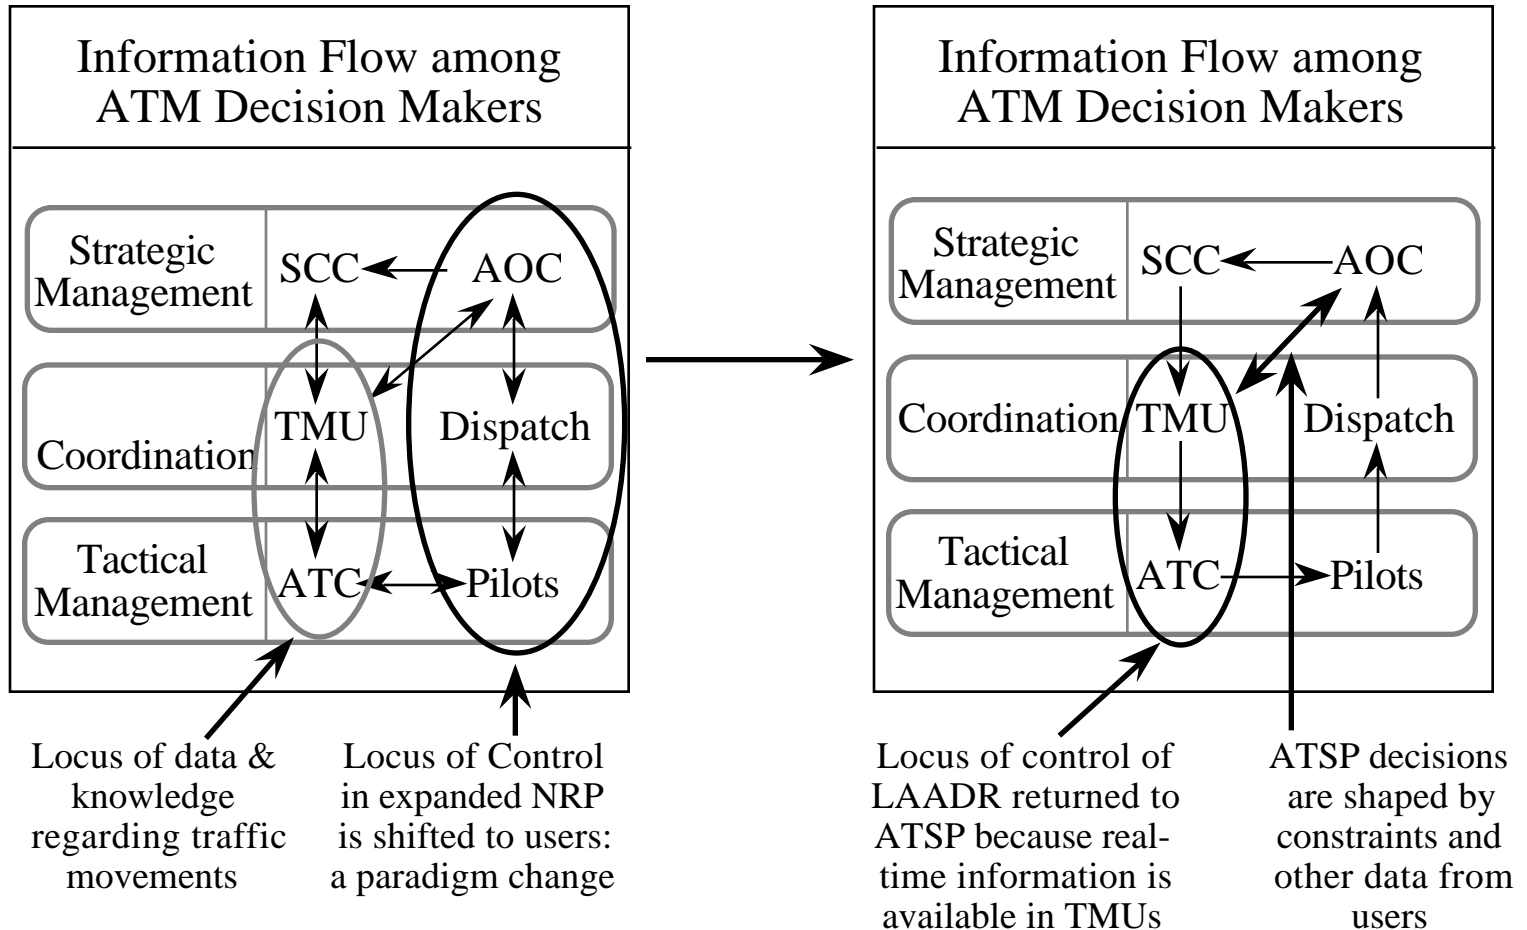 Information Flow among
ATM Decision Makers
Strategic
Management
SCC
AOC
Coordination
TMU
Dispatch
Tactical
Management
ATC
Pilots
Locus of data &
knowledge
regarding traffic
movements
Locus of Control
in expanded NRP
is shifted to users:
a paradigm change
Information Flow among
ATM Decision Makers
Strategic
Management
SCC
AOC
Coordination
TMU
Dispatch
Tactical
Management
ATC
Pilots
Locus of control of
LAADR returned to
ATSP because real-
time information is
available in TMUs
ATSP decisions
are shaped by
constraints and
other data from
users